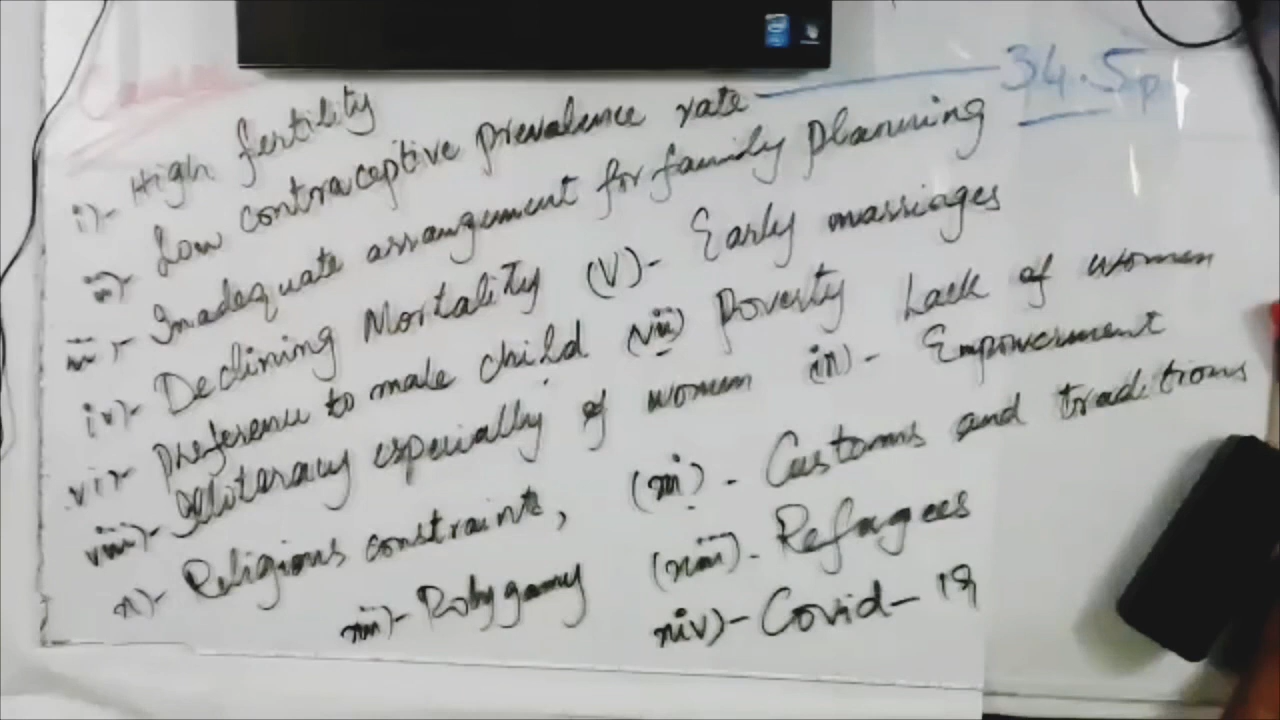 i)- High fertility
ii)- Low contraceptive prevalence rate — 34.5
iii)- Inadequate arrangement for family planning
iv)- Declining Mortality (V)- Early marriages
vi)- Preference to male child (vii) Poverty
viii)- Illiteracy especially of women ix)- Lack of women Empowerment
x)- Religious constraints, (xi)- Customs and traditions
xii)- Polygamy (xiii)- Refugees
xiv)- Covid-19